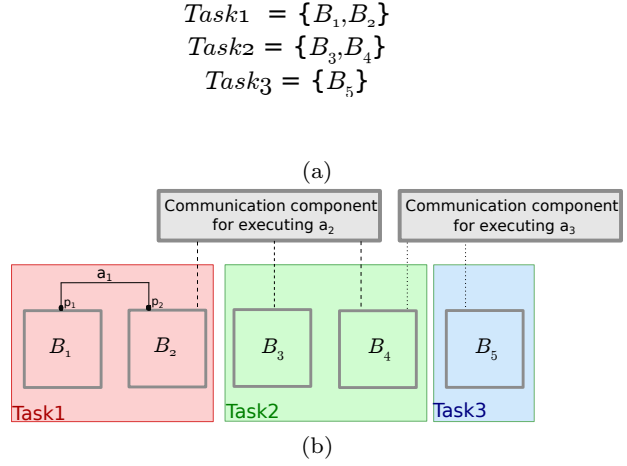 Task1 = {B₁,B₂}
Task2 = {B₃,B₄}
Task3 = {B₅}
(a)
Communication component
for executing a₂
Communication component
for executing a₃
a₁
p₁
p₂
B₁
B₂
B₃
B₄
B₅
Task1
Task2
Task3
(b)